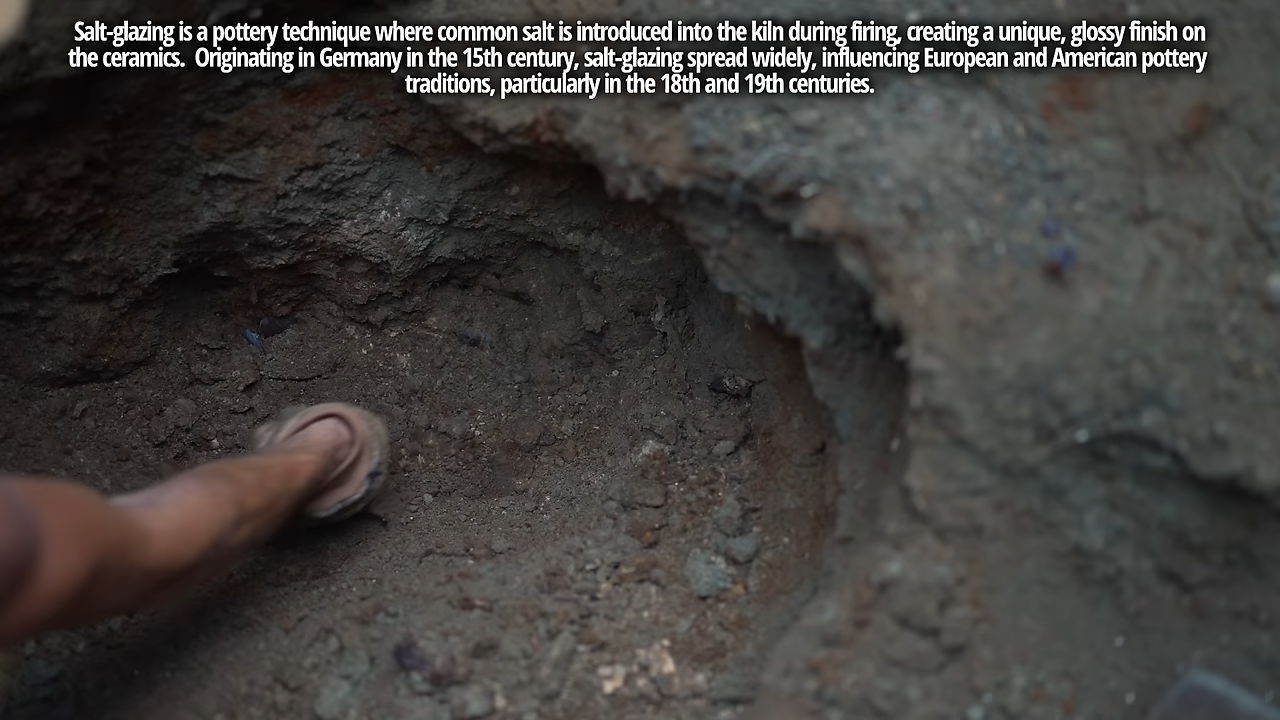 Salt-glazing is a pottery technique where common salt is introduced into the kiln during firing, creating a unique, glossy finish on
the ceramics.  Originating in Germany in the 15th century, salt-glazing spread widely, influencing European and American pottery
traditions, particularly in the 18th and 19th centuries.